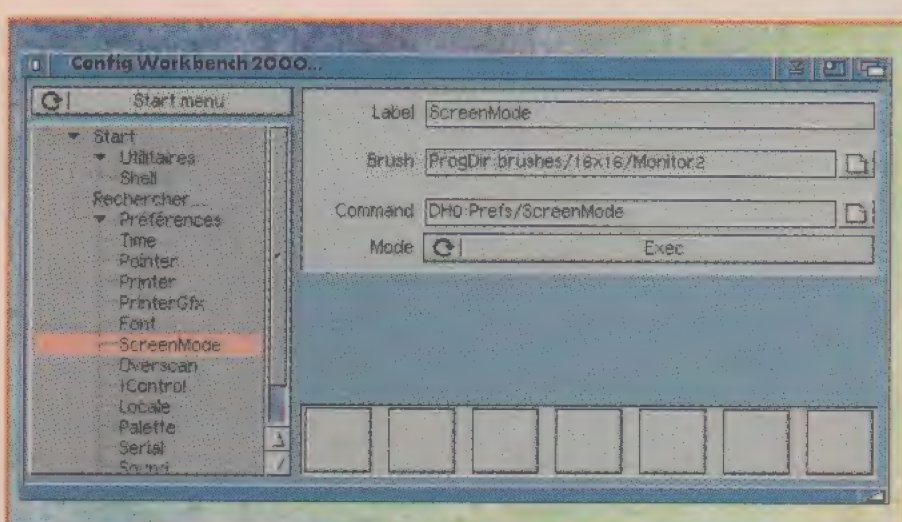 Config Workbench 2000...
Start menu
Start
Utilitaires
Shell
Rechercher...
Préférences
Time
Pointer
Printer
PrinterGfx
Font
ScreenMode
Overscan
IControl
Locale
Palette
Serial
Sound
Label ScreenMode
Brush ProgDir:brushes/16x16/Monitor2
Command DH0:Prefs/ScreenMode
Mode Exec